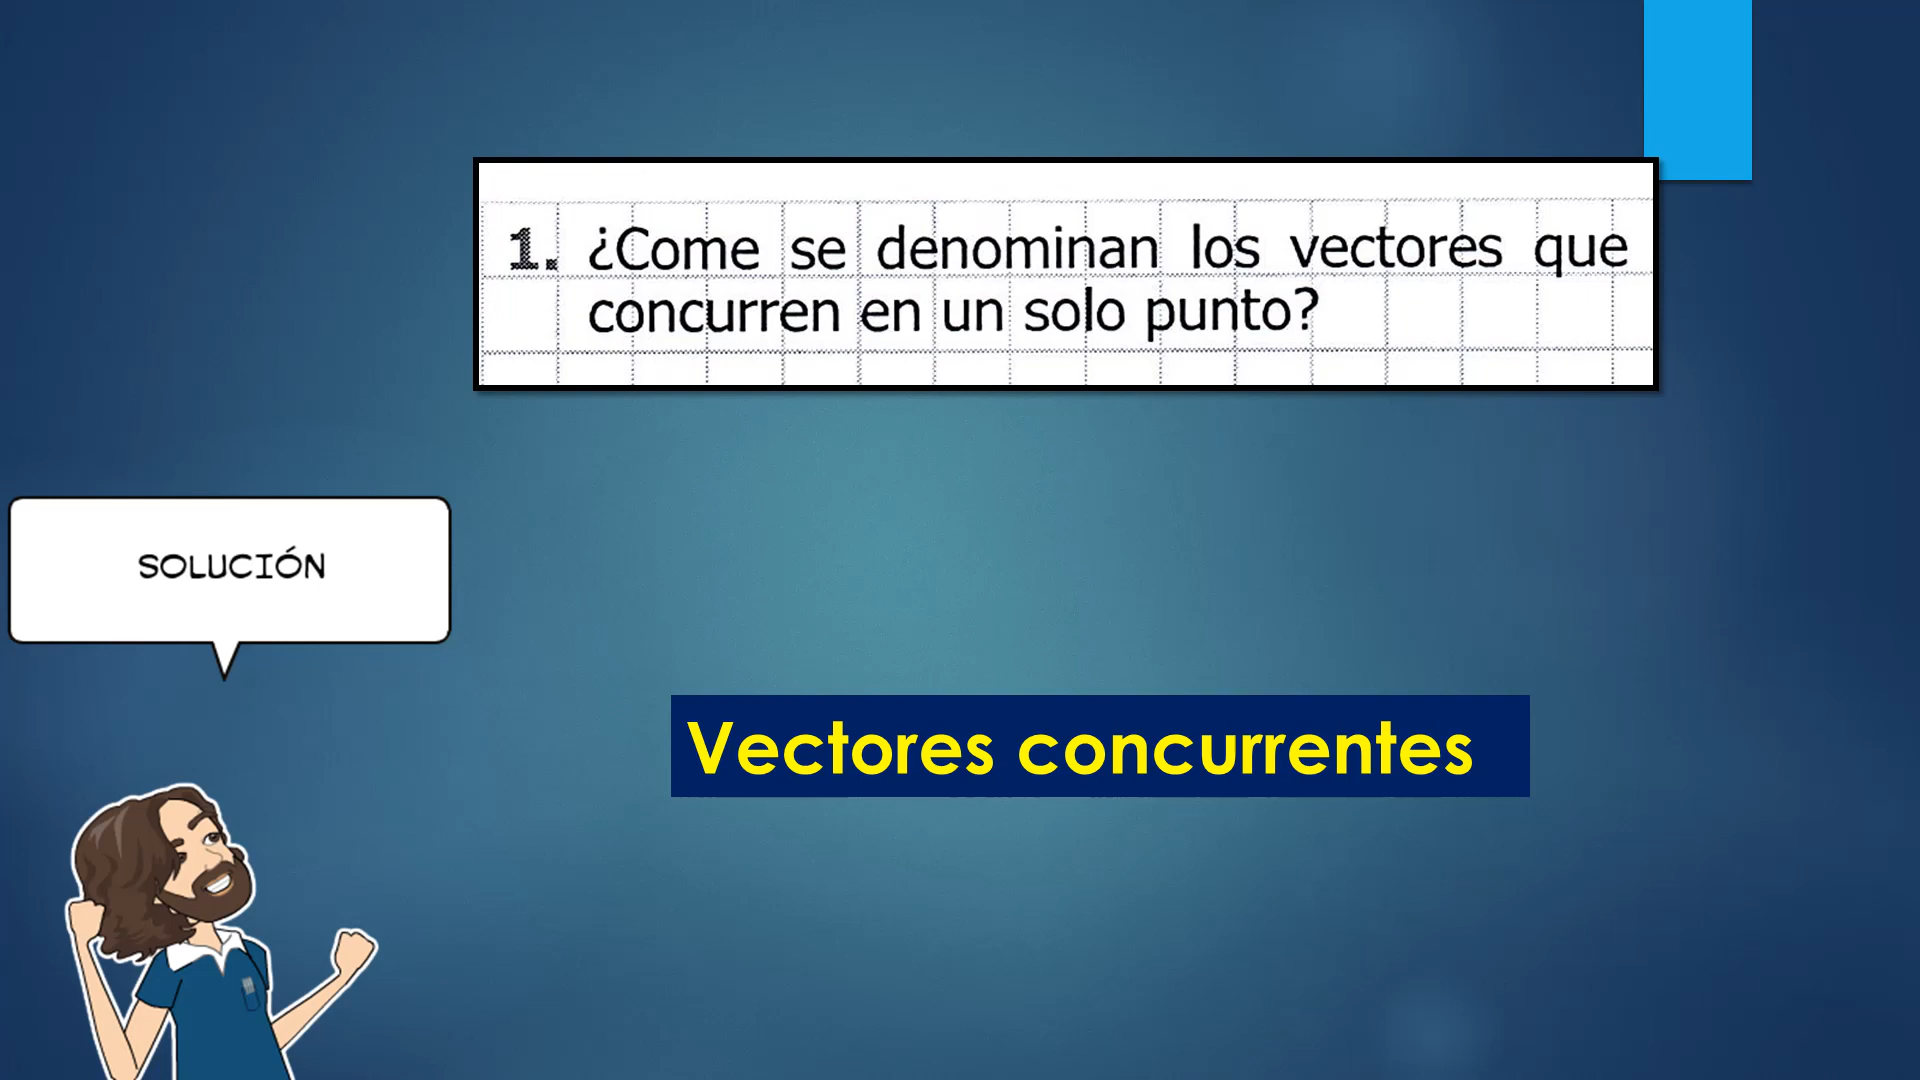 1. ¿Come se denominan los vectores que
concurren en un solo punto?
SOLUCIÓN
Vectores concurrentes